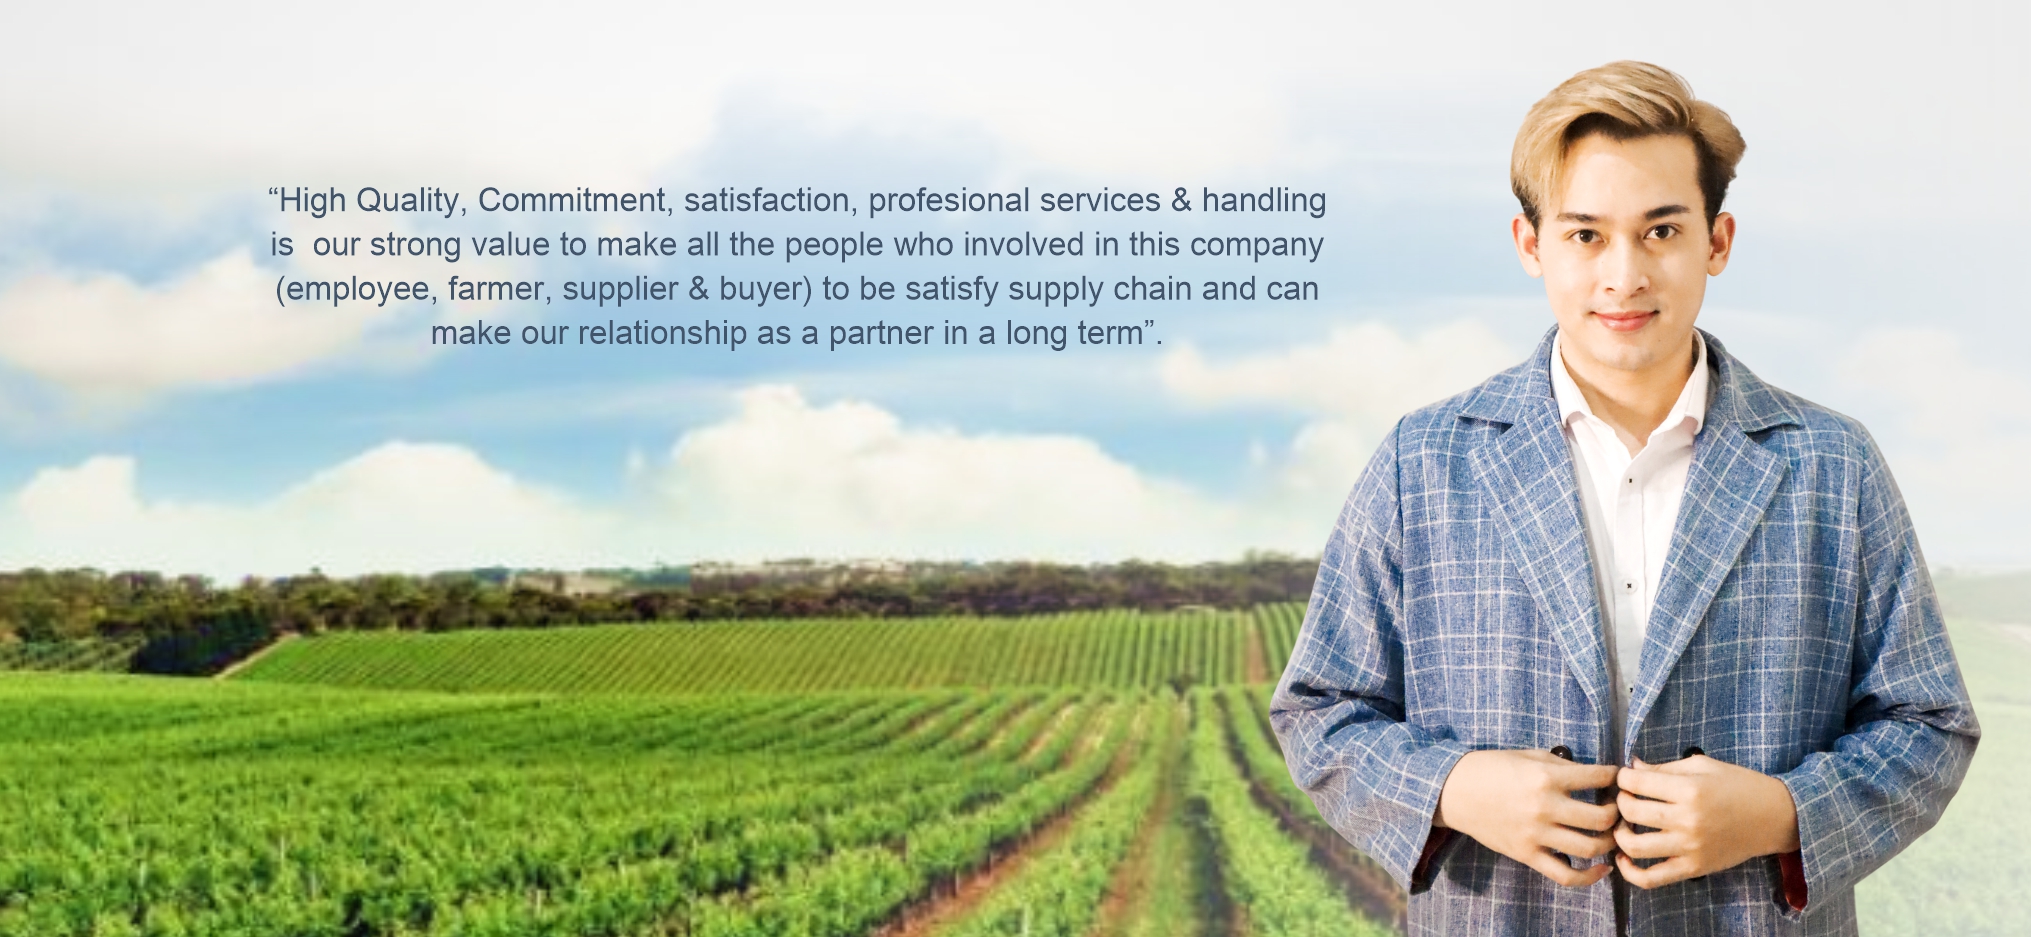 “High Quality, Commitment, satisfaction, profesional services & handling
is  our strong value to make all the people who involved in this company
(employee, farmer, supplier & buyer) to be satisfy supply chain and can
make our relationship as a partner in a long term”.